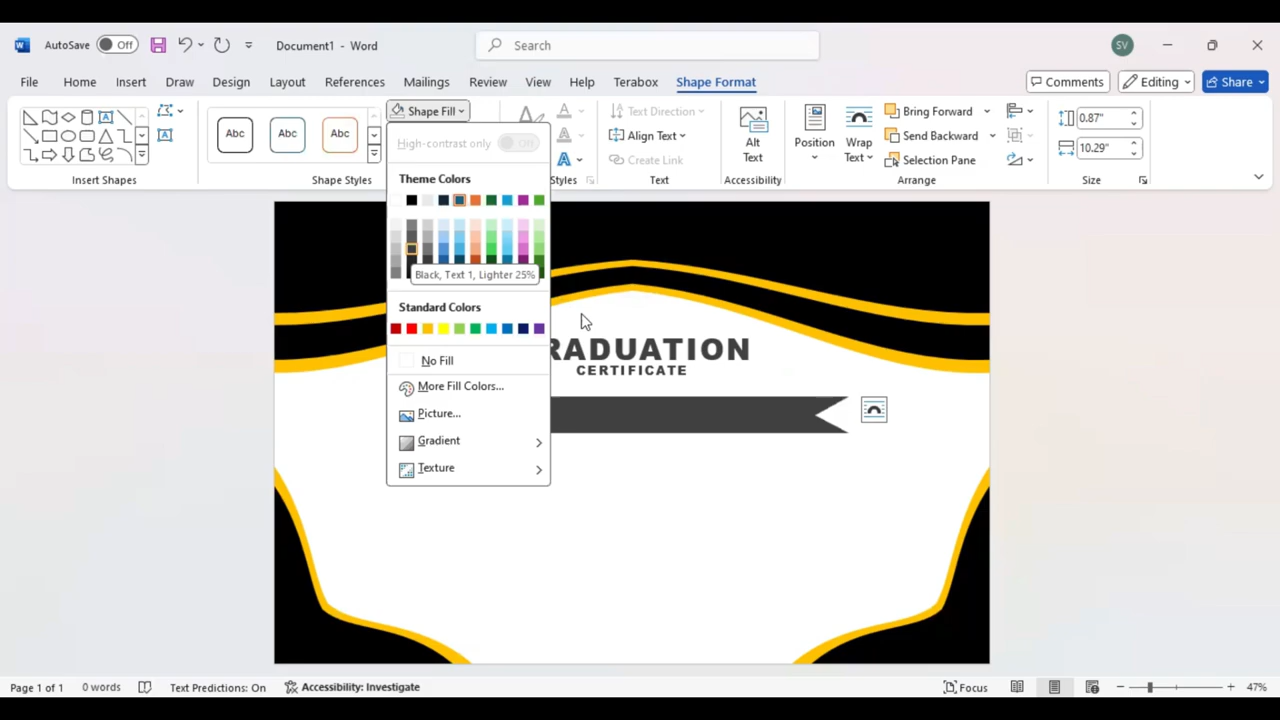 AutoSave Off Document1 - Word Search SV
File Home Insert Draw Design Layout References Mailings Review View Help Terabox Shape Format Comments Editing Share
Abc Abc Abc Shape Fill Text Direction Align Text Create Link Alt Text Position Wrap Text Bring Forward Send Backward Selection Pane 0.87" 10.29"
Insert Shapes Shape Styles Styles Text Accessibility Arrange Size
High-contrast only Off
Theme Colors
Black, Text 1, Lighter 25%
Standard Colors
No Fill
More Fill Colors...
Picture...
Gradient
Texture
RADUATION
CERTIFICATE
Page 1 of 1 0 words Text Predictions: On Accessibility: Investigate Focus 47%